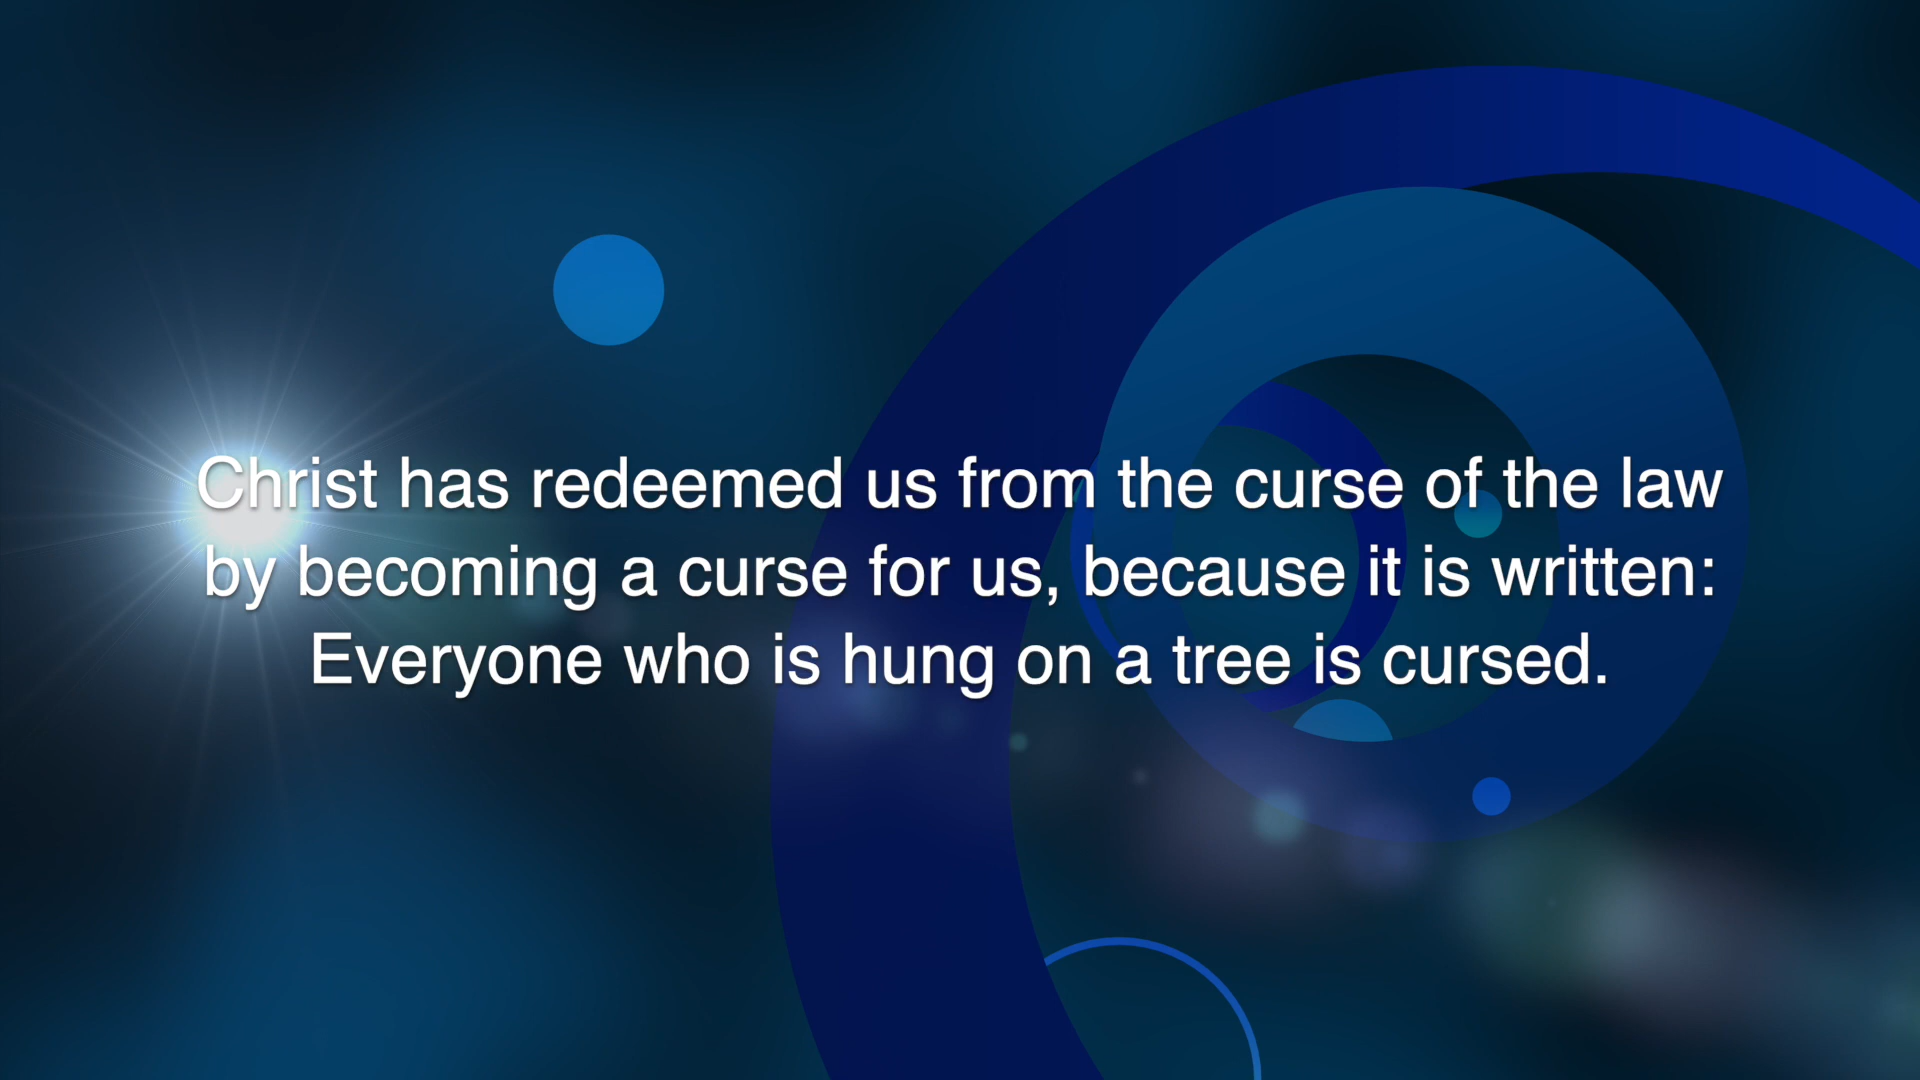 Christ has redeemed us from the curse of the law
by becoming a curse for us, because it is written:
Everyone who is hung on a tree is cursed.